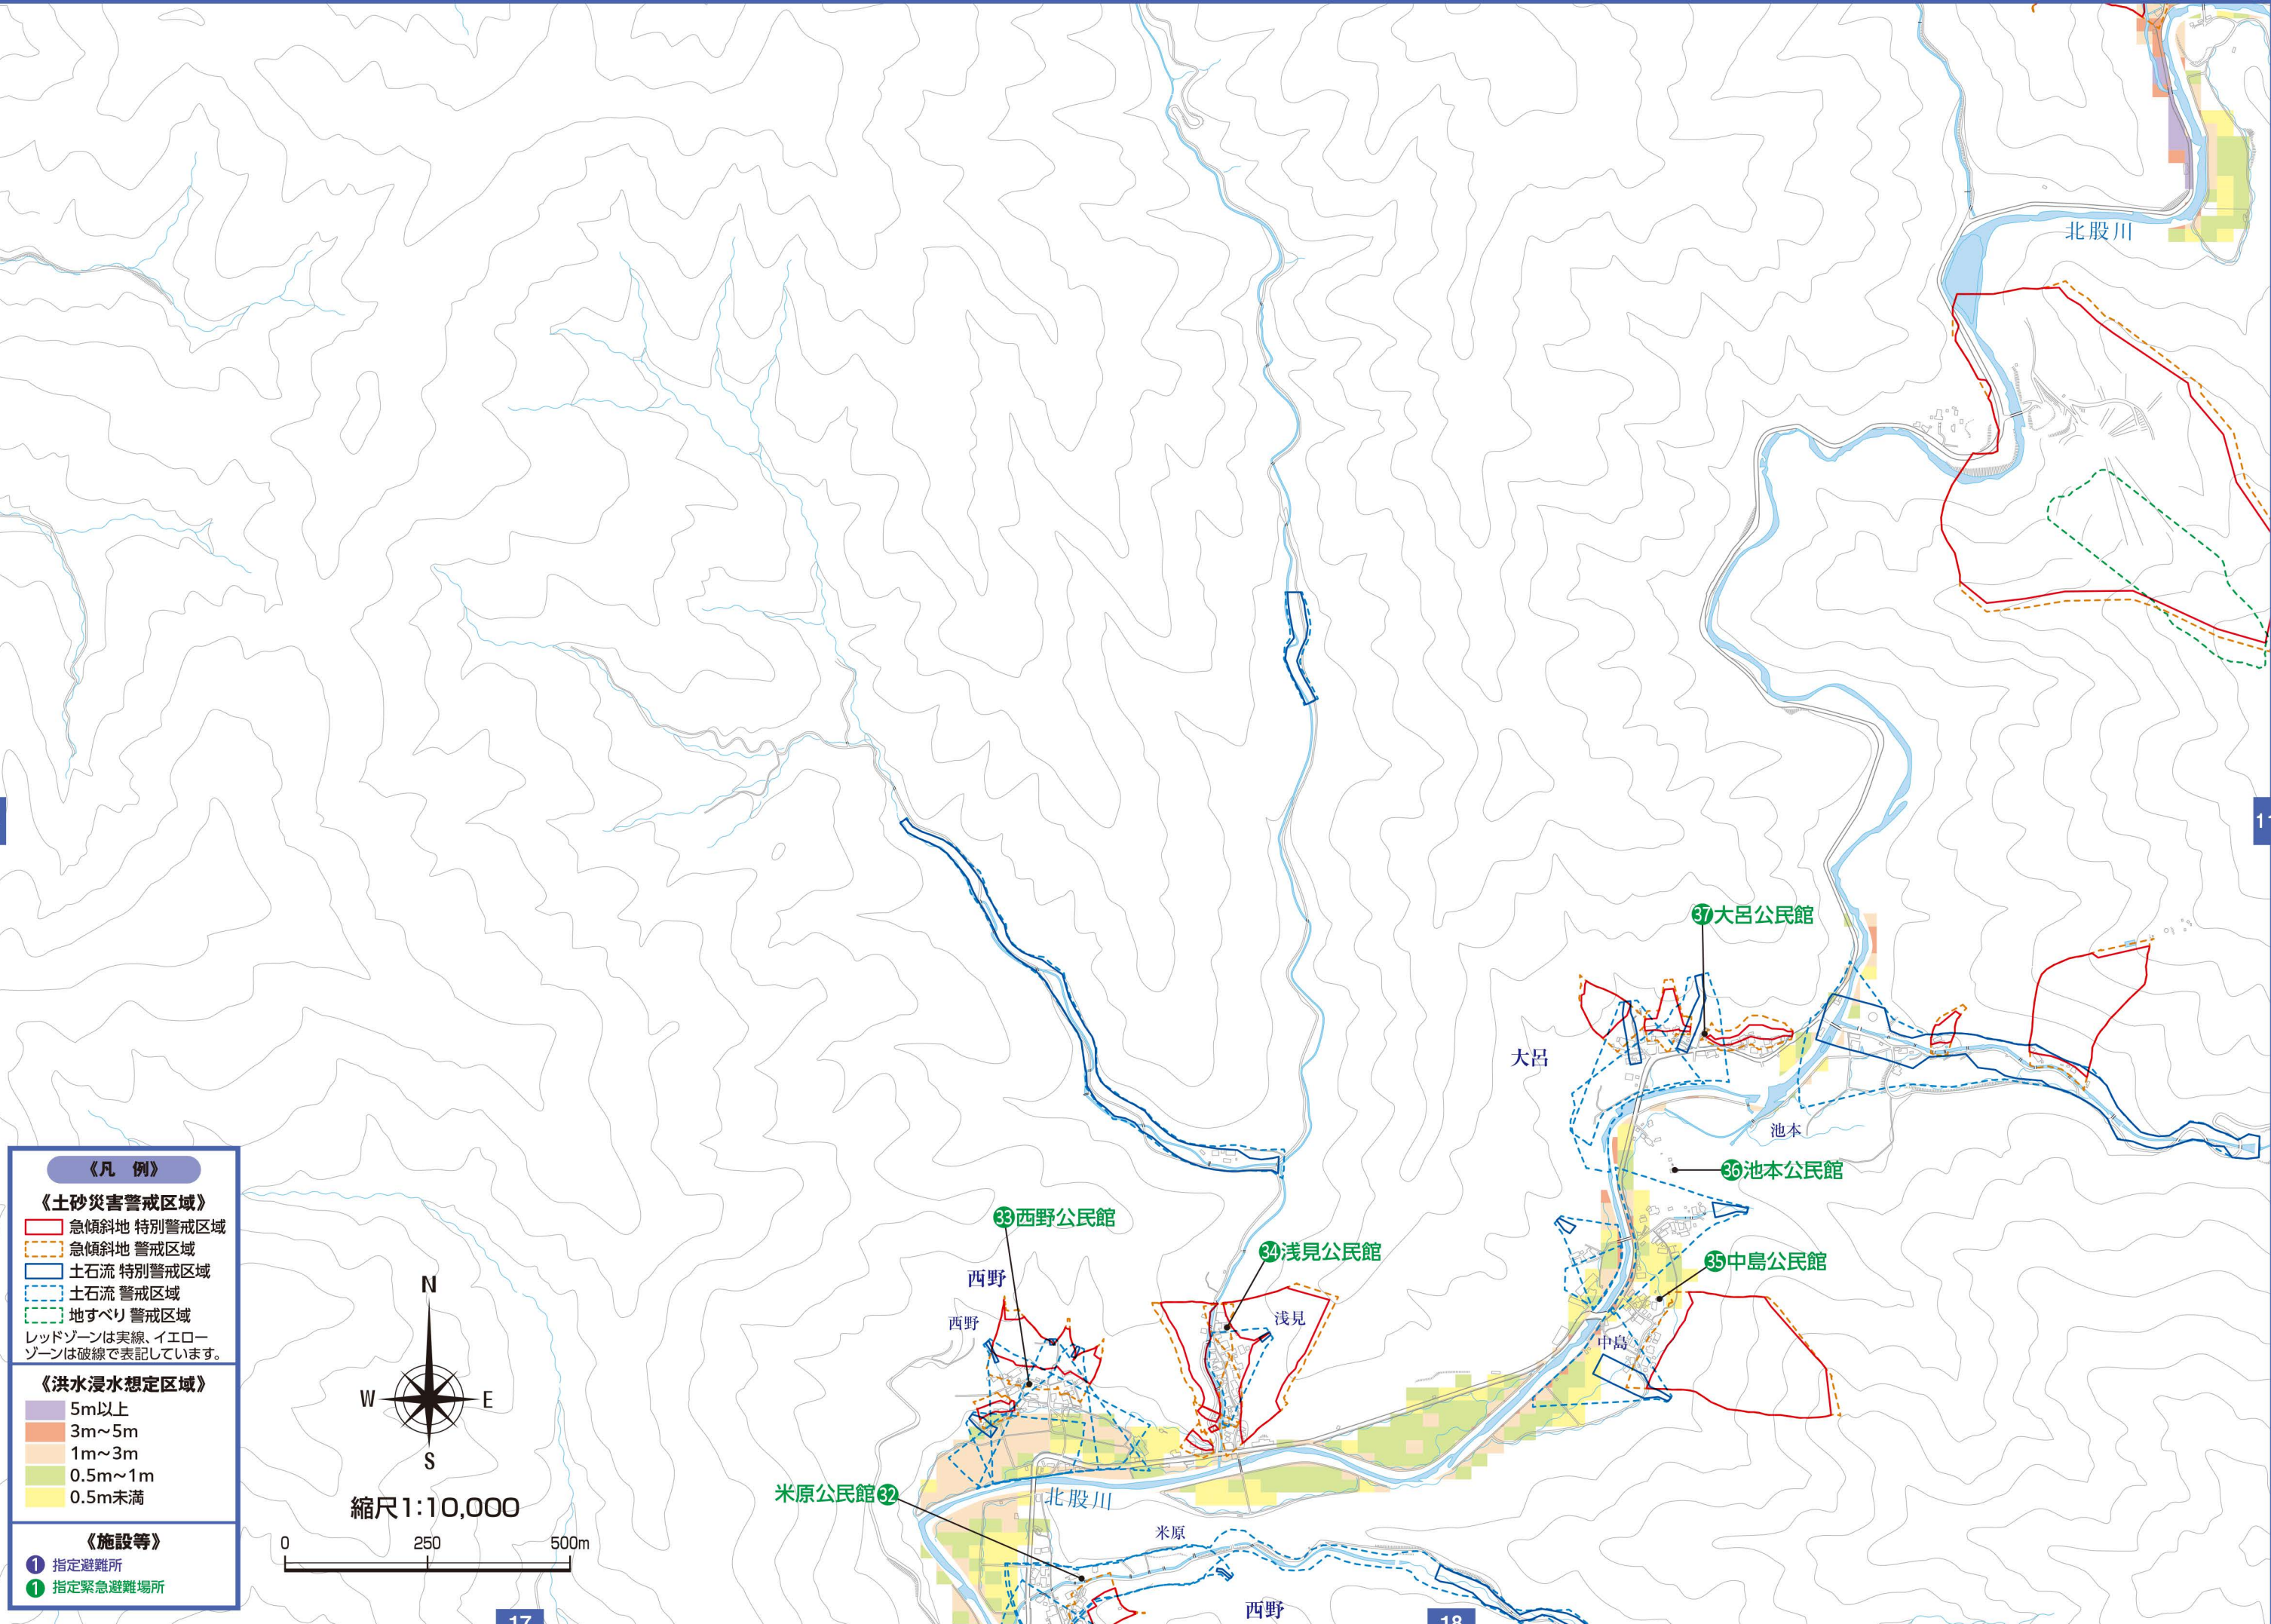 北股川
11
㊲大呂公民館
大呂
池本
㊱池本公民館
㉝西野公民館
㉞浅見公民館
㉟中島公民館
西野
西野
浅見
中島
米原公民館㉜
北股川
米原
西野
17
18
《凡 例》
《土砂災害警戒区域》
急傾斜地 特別警戒区域
急傾斜地 警戒区域
土石流 特別警戒区域
土石流 警戒区域
地すべり 警戒区域
レッドゾーンは実線、イエロー
ゾーンは破線で表記しています。
《洪水浸水想定区域》
5m以上
3m~5m
1m~3m
0.5m~1m
0.5m未満
《施設等》
1 指定避難所
1 指定緊急避難場所
N
W E
S
縮尺1:10,000
0 250 500m